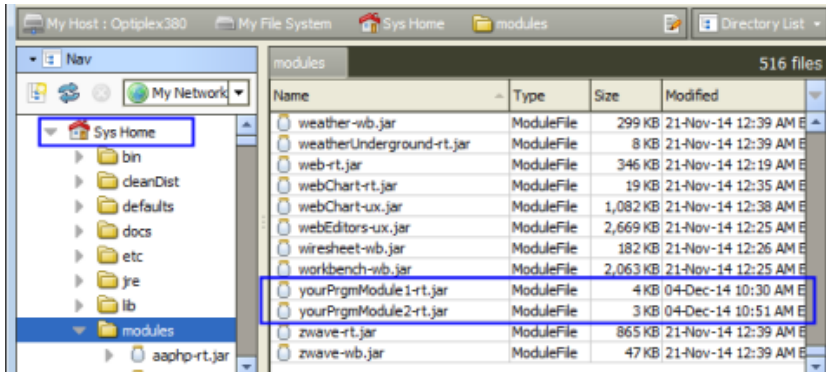 My Host : Optiplex380 My File System Sys Home modules Directory List
Nav
modules 516 files
My Network
Name Type Size Modified
Sys Home
weather-wb.jar ModuleFile 299 KB 21-Nov-14 12:39 AM E
bin
weatherUnderground-rt.jar ModuleFile 8 KB 21-Nov-14 12:39 AM E
web-rt.jar ModuleFile 346 KB 21-Nov-14 12:19 AM E
cleanDist
webChart-rt.jar ModuleFile 19 KB 21-Nov-14 12:35 AM E
defaults
webChart-ux.jar ModuleFile 1,082 KB 21-Nov-14 12:38 AM E
docs
webEditors-ux.jar ModuleFile 2,669 KB 21-Nov-14 12:25 AM E
wiresheet-wb.jar ModuleFile 182 KB 21-Nov-14 12:26 AM E
etc
workbench-wb.jar ModuleFile 2,063 KB 21-Nov-14 12:25 AM E
jre
yourPrgmModule1-rt.jar ModuleFile 4 KB 04-Dec-14 10:30 AM E
lib
yourPrgmModule2-rt.jar ModuleFile 3 KB 04-Dec-14 10:51 AM E
modules
zwave-rt.jar ModuleFile 865 KB 21-Nov-14 12:39 AM E
aaphp-rt.jar
zwave-wb.jar ModuleFile 47 KB 21-Nov-14 12:39 AM E